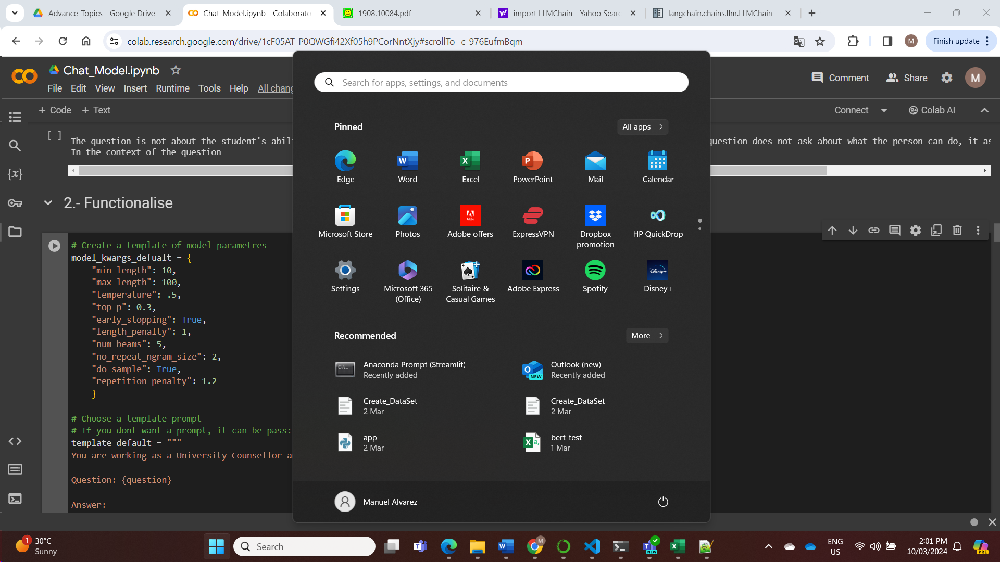 Advance_Topics - Google Drive
Chat_Model.ipynb - Colaborato
1908.10084.pdf
import LLMChain - Yahoo Searc
langchain.chains.llm.LLMChain -
colab.research.google.com/drive/1cF05AT-P0QWGfi42Xf05h9PCorNntXjy#scrollTo=c_976EufmBqm
M
Finish update
Chat_Model.ipynb
File Edit View Insert Runtime Tools Help All chang
Comment
Share
M
+ Code + Text
Connect
Colab AI
[ ]
The question is not about the student's abil
question does not ask about what the person can do, it as
In the context of the question
{x}
2.- Functionalise
# Create a template of model parametres
model_kwargs_defualt = {
"min_length": 10,
"max_length": 100,
"temperature": .5,
"top_p": 0.3,
"early_stopping": True,
"length_penalty": 1,
"num_beams": 5,
"no_repeat_ngram_size": 2,
"do_sample": True,
"repetition_penalty": 1.2
}
# Choose a template prompt
# If you dont want a prompt, it can be pass:
template_default = """
You are working as a University Counsellor a
Question: {question}
Answer:
Search for apps, settings, and documents
Pinned
All apps
Edge
Word
Excel
PowerPoint
Mail
Calendar
Microsoft Store
Photos
Adobe offers
ExpressVPN
Dropbox promotion
HP QuickDrop
Settings
Microsoft 365 (Office)
Solitaire & Casual Games
Adobe Express
Spotify
Disney+
Recommended
More
Anaconda Prompt (Streamlit)
Recently added
Outlook (new)
Recently added
Create_DataSet
2 Mar
Create_DataSet
2 Mar
app
2 Mar
bert_test
1 Mar
Manuel Alvarez
1
30°C
Sunny
Search
M
NEW
ENG
US
2:01 PM
10/03/2024
PRE